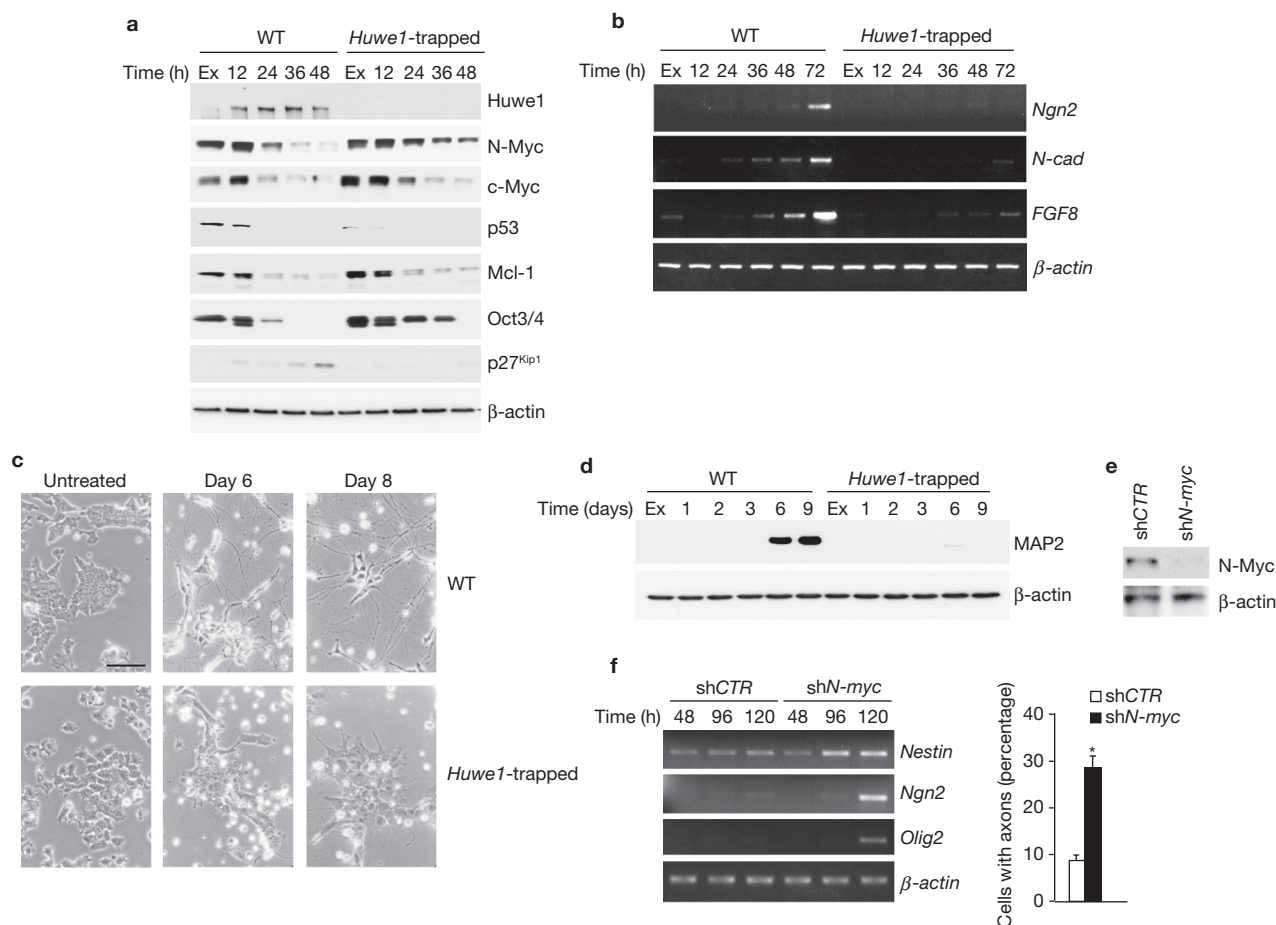 a
WT Huwe1-trapped
Time (h) Ex 12 24 36 48 Ex 12 24 36 48
Huwe1
N-Myc
c-Myc
p53
Mcl-1
Oct3/4
p27Kip1
β-actin
b
WT Huwe1-trapped
Time (h) Ex 12 24 36 48 72 Ex 12 24 36 48 72
Ngn2
N-cad
FGF8
β-actin
c
Untreated Day 6 Day 8
WT
Huwe1-trapped
d
WT Huwe1-trapped
Time (days) Ex 1 2 3 6 9 Ex 1 2 3 6 9
MAP2
β-actin
e
shCTR shN-myc
N-Myc
β-actin
f
shCTR shN-myc
Time (h) 48 96 120 48 96 120
Nestin
Ngn2
Olig2
β-actin
shCTR
shN-myc
Cells with axons (percentage)
40
30
20
10
0
*